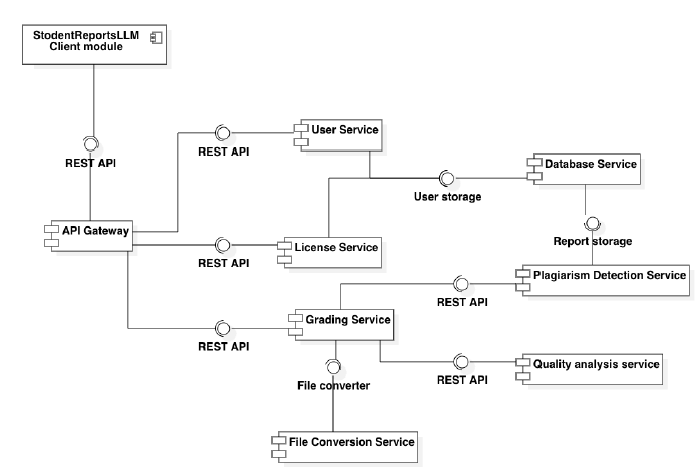 StodentReportsLLM
Client module
REST API
User Service
REST API
Database Service
User storage
API Gateway
Report storage
License Service
REST API
Plagiarism Detection Service
REST API
Grading Service
REST API
Quality analysis service
File converter
REST API
File Conversion Service